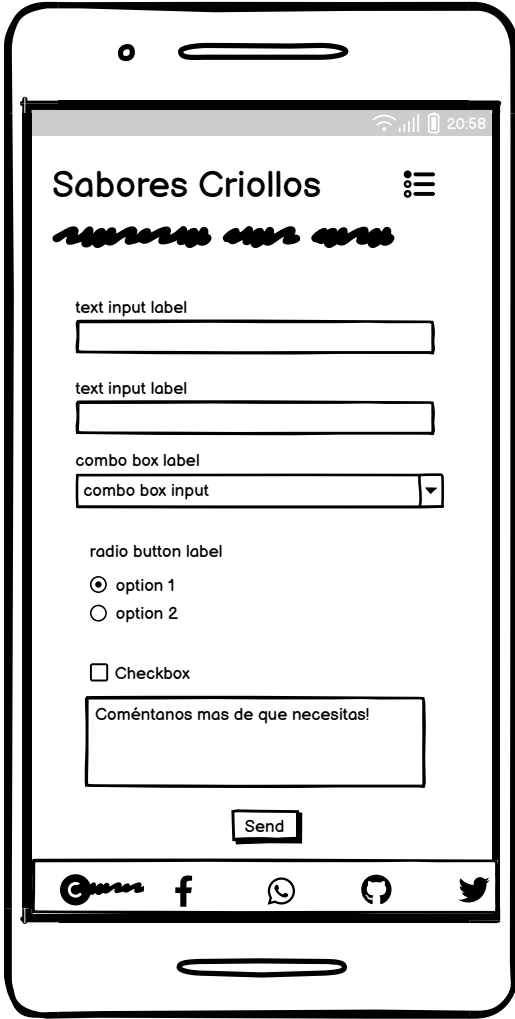 20:58
Sabores Criollos
text input label
text input label
combo box label
combo box input
radio button label
option 1
option 2
Checkbox
Coméntanos mas de que necesitas!
Send